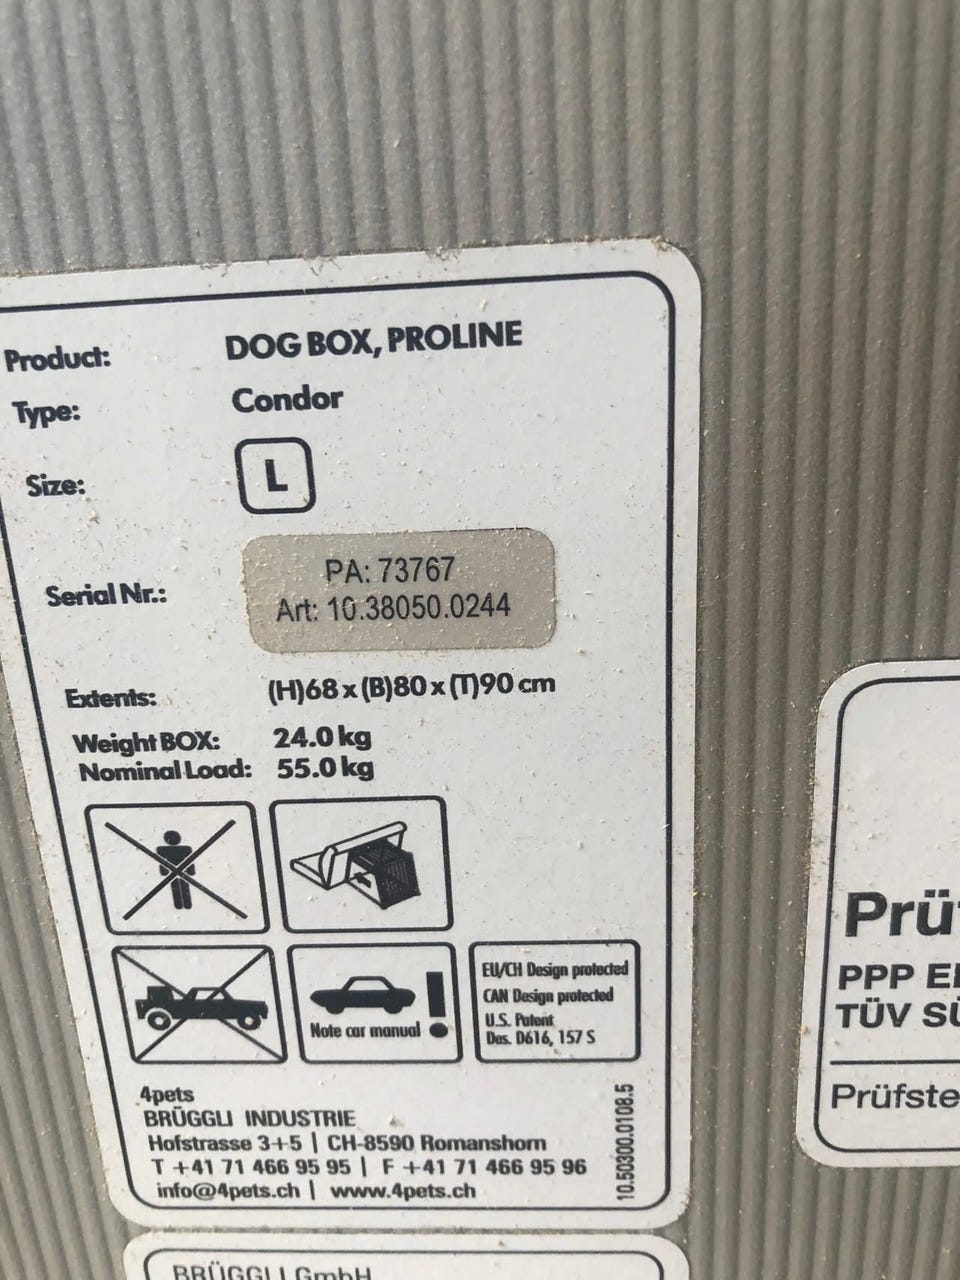 Product: DOG BOX, PROLINE
Type: Condor
Size: L
Serial Nr.: PA: 73767
Art: 10.38050.0244
Extents: (H)68 x (B)80 x (T)90 cm
Weight BOX: 24.0 kg
Nominal Load: 55.0 kg
Note car manual !
EU/CH Design protected
CAN Design protected
U.S. Patent
Des. D616, 157 S
4pets
BRÜGGLI INDUSTRIE
Hofstrasse 3+5 | CH-8590 Romanshorn
T +41 71 466 95 95 | F +41 71 466 95 96
info@4pets.ch | www.4pets.ch
10.50300.0108.5
BRÜGGLI GmbH
Prü
PPP
TÜV SÜ
Prüfste